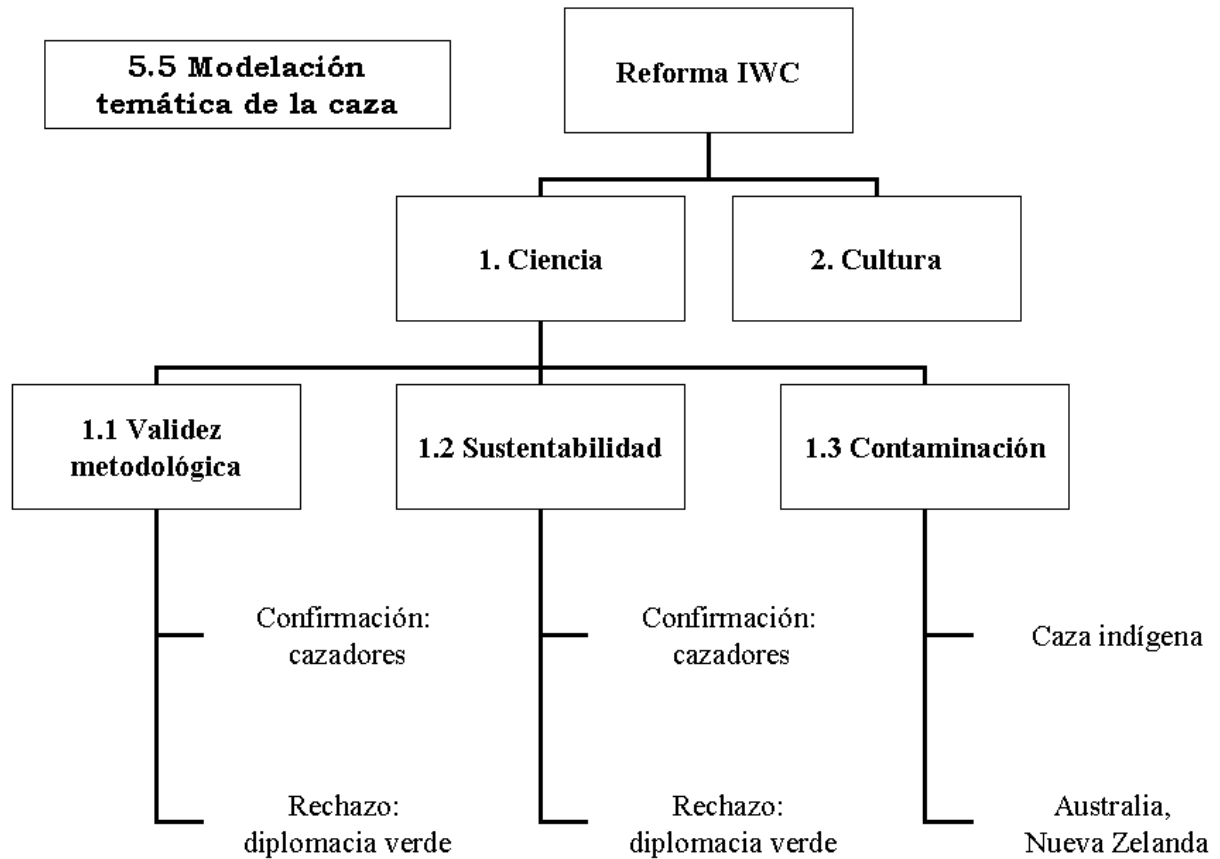 5.5 Modelación
temática de la caza
Reforma IWC
1. Ciencia
2. Cultura
1.1 Validez
metodológica
1.2 Sustentabilidad
1.3 Contaminación
Confirmación:
cazadores
Confirmación:
cazadores
Caza indígena
Rechazo:
diplomacia verde
Rechazo:
diplomacia verde
Australia,
Nueva Zelanda